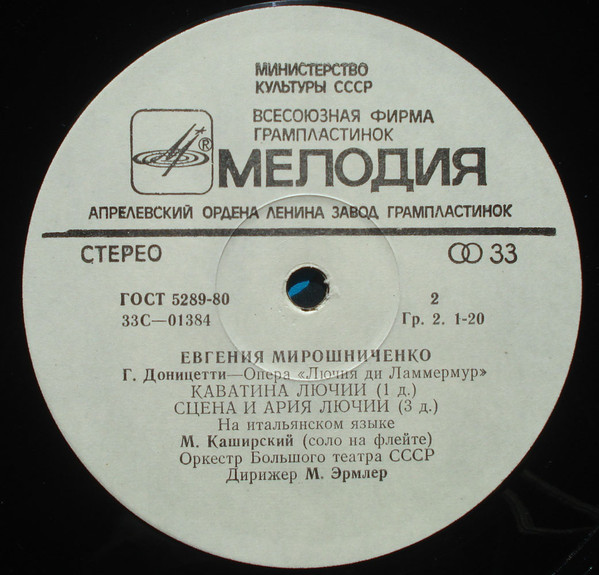 МИНИСТЕРСТВО
КУЛЬТУРЫ СССР
ВСЕСОЮЗНАЯ ФИРМА
ГРАМПЛАСТИНОК
®
МЕЛОДИЯ
АПРЕЛЕВСКИЙ ОРДЕНА ЛЕНИНА ЗАВОД ГРАМПЛАСТИНОК
СТЕРЕО 33
ГОСТ 5289-80 2
33С—01384 Гр. 2. 1-20
ЕВГЕНИЯ МИРОШНИЧЕНКО
Г. Доницетти—Опера «Лючия ди Ламмермур»
КАВАТИНА ЛЮЧИИ (1 д.)
СЦЕНА И АРИЯ ЛЮЧИИ (3 д.)
На итальянском языке
М. Каширский (соло на флейте)
Оркестр Большого театра СССР
Дирижер М. Эрмлер